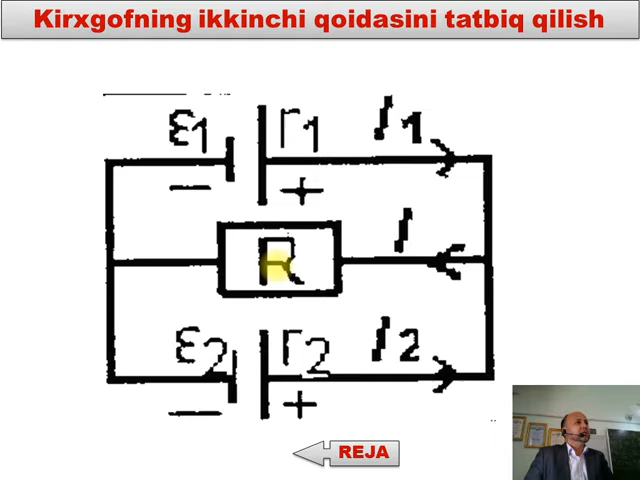 Kirxgofning ikkinchi qoidasini tatbiq qilish
ε1 r1 I1
− +
R I
ε2 r2 I2
− +
REJA